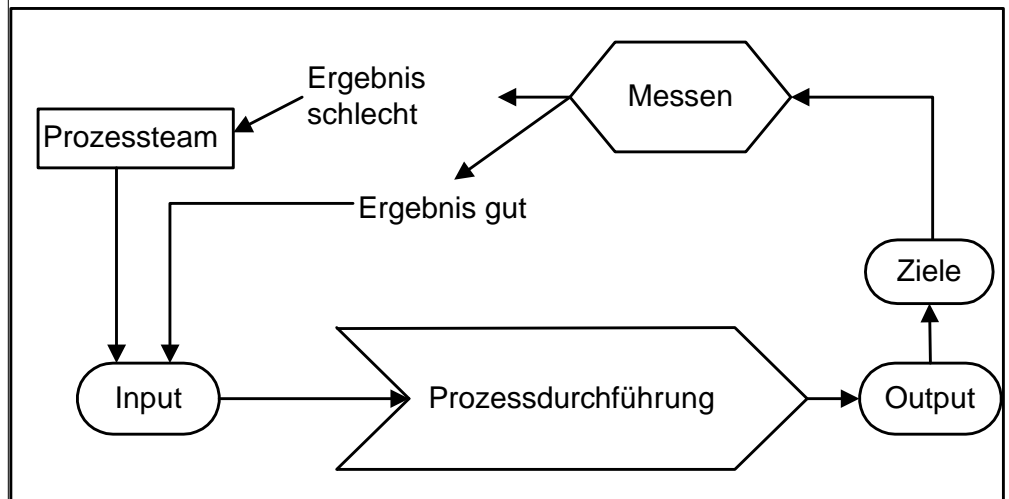 Ergebnis
schlecht
Messen
Prozessteam
Ergebnis gut
Ziele
Input
Prozessdurchführung
Output